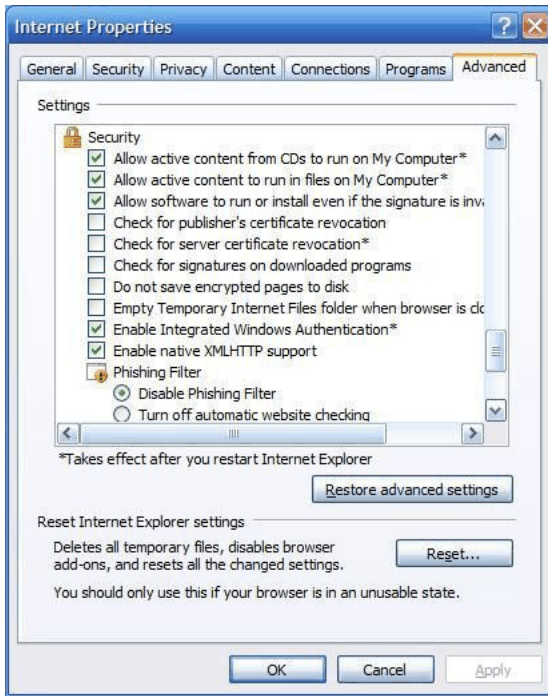 Internet Properties
General Security Privacy Content Connections Programs Advanced
Settings
Security
Allow active content from CDs to run on My Computer*
Allow active content to run in files on My Computer*
Allow software to run or install even if the signature is inva
Check for publisher's certificate revocation
Check for server certificate revocation*
Check for signatures on downloaded programs
Do not save encrypted pages to disk
Empty Temporary Internet Files folder when browser is clo
Enable Integrated Windows Authentication*
Enable native XMLHTTP support
Phishing Filter
Disable Phishing Filter
Turn off automatic website checking
*Takes effect after you restart Internet Explorer
Restore advanced settings
Reset Internet Explorer settings
Deletes all temporary files, disables browser
add-ons, and resets all the changed settings.
Reset...
You should only use this if your browser is in an unusable state.
OK Cancel Apply